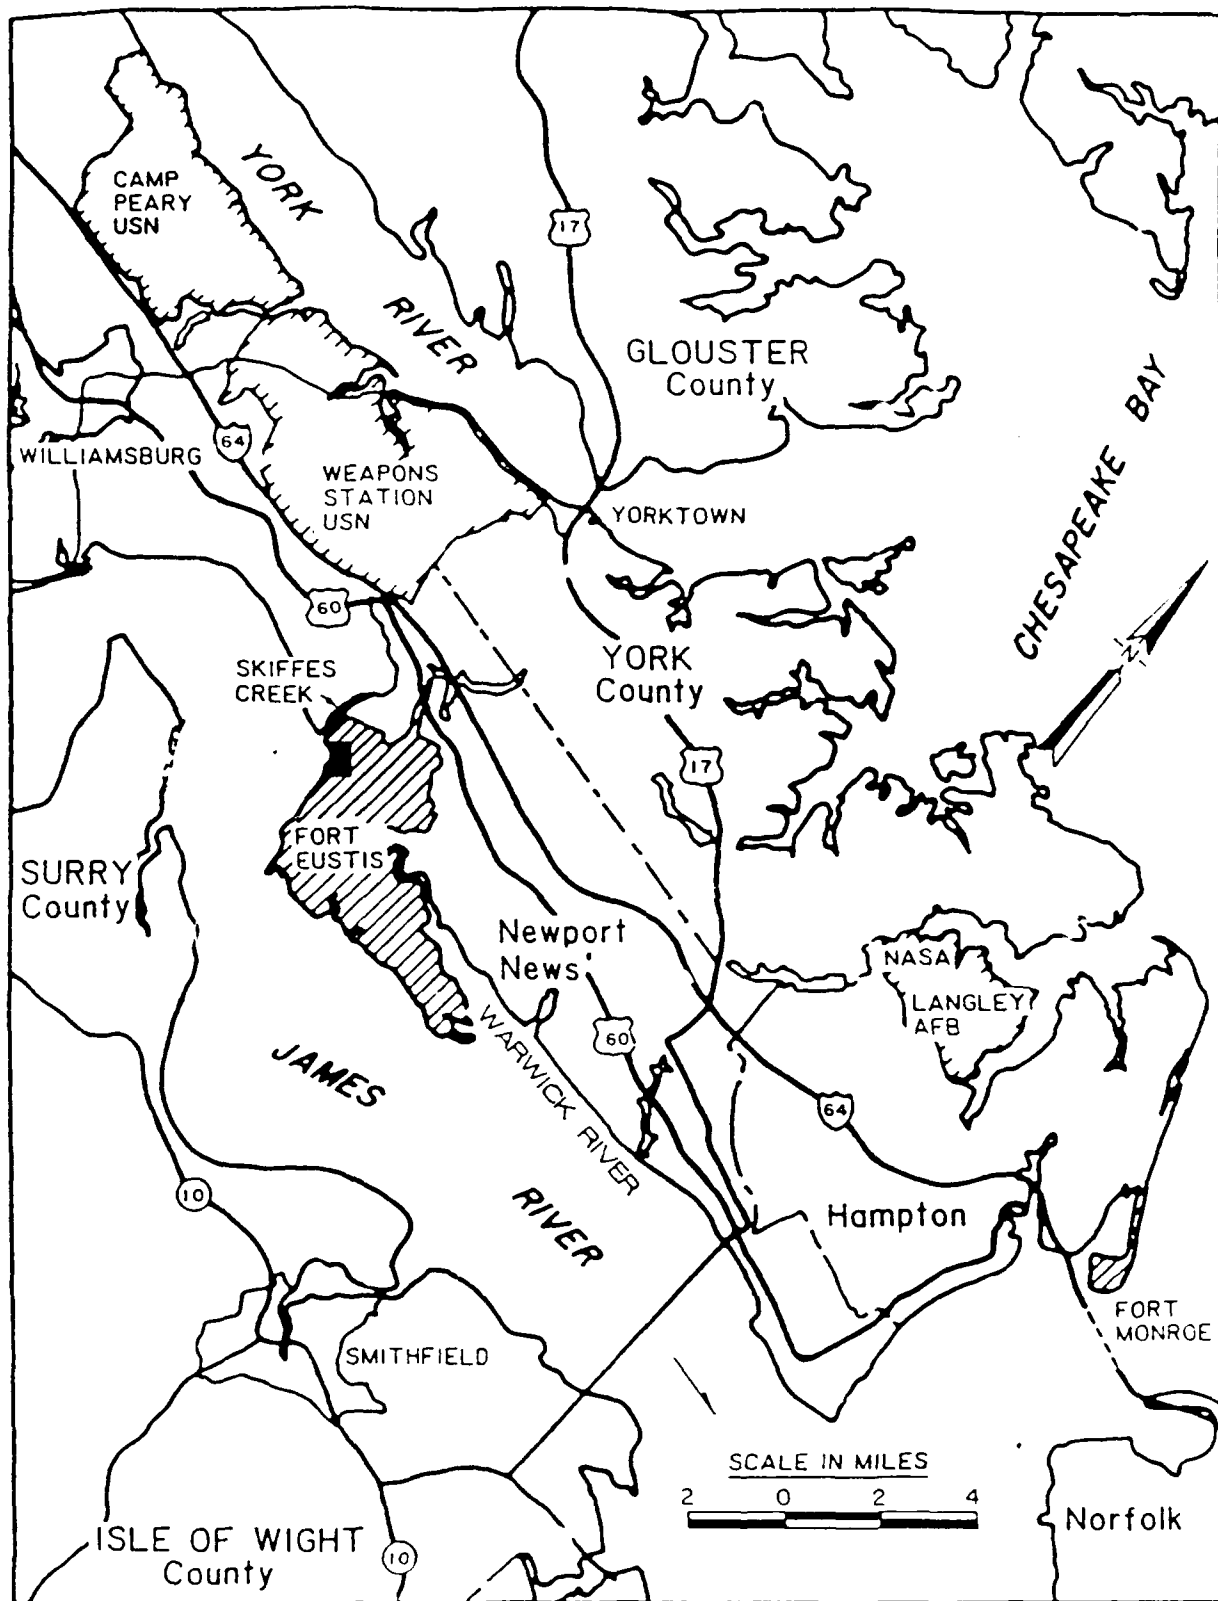 CAMP
PEARY
USN
YORK
RIVER
17
GLOUSTER
County
CHESAPEAKE BAY
64
WILLIAMSBURG
WEAPONS
STATION
USN
YORKTOWN
60
SKIFFES
CREEK
YORK
County
N
17
FORT
EUSTIS
SURRY
County
Newport
News
NASA
LANGLEY
AFB
WARWICK RIVER
60
JAMES
RIVER
64
10
Hampton
FORT
MONROE
SMITHFIELD
SCALE IN MILES
2 0 2 4
Norfolk
ISLE OF WIGHT
County
10